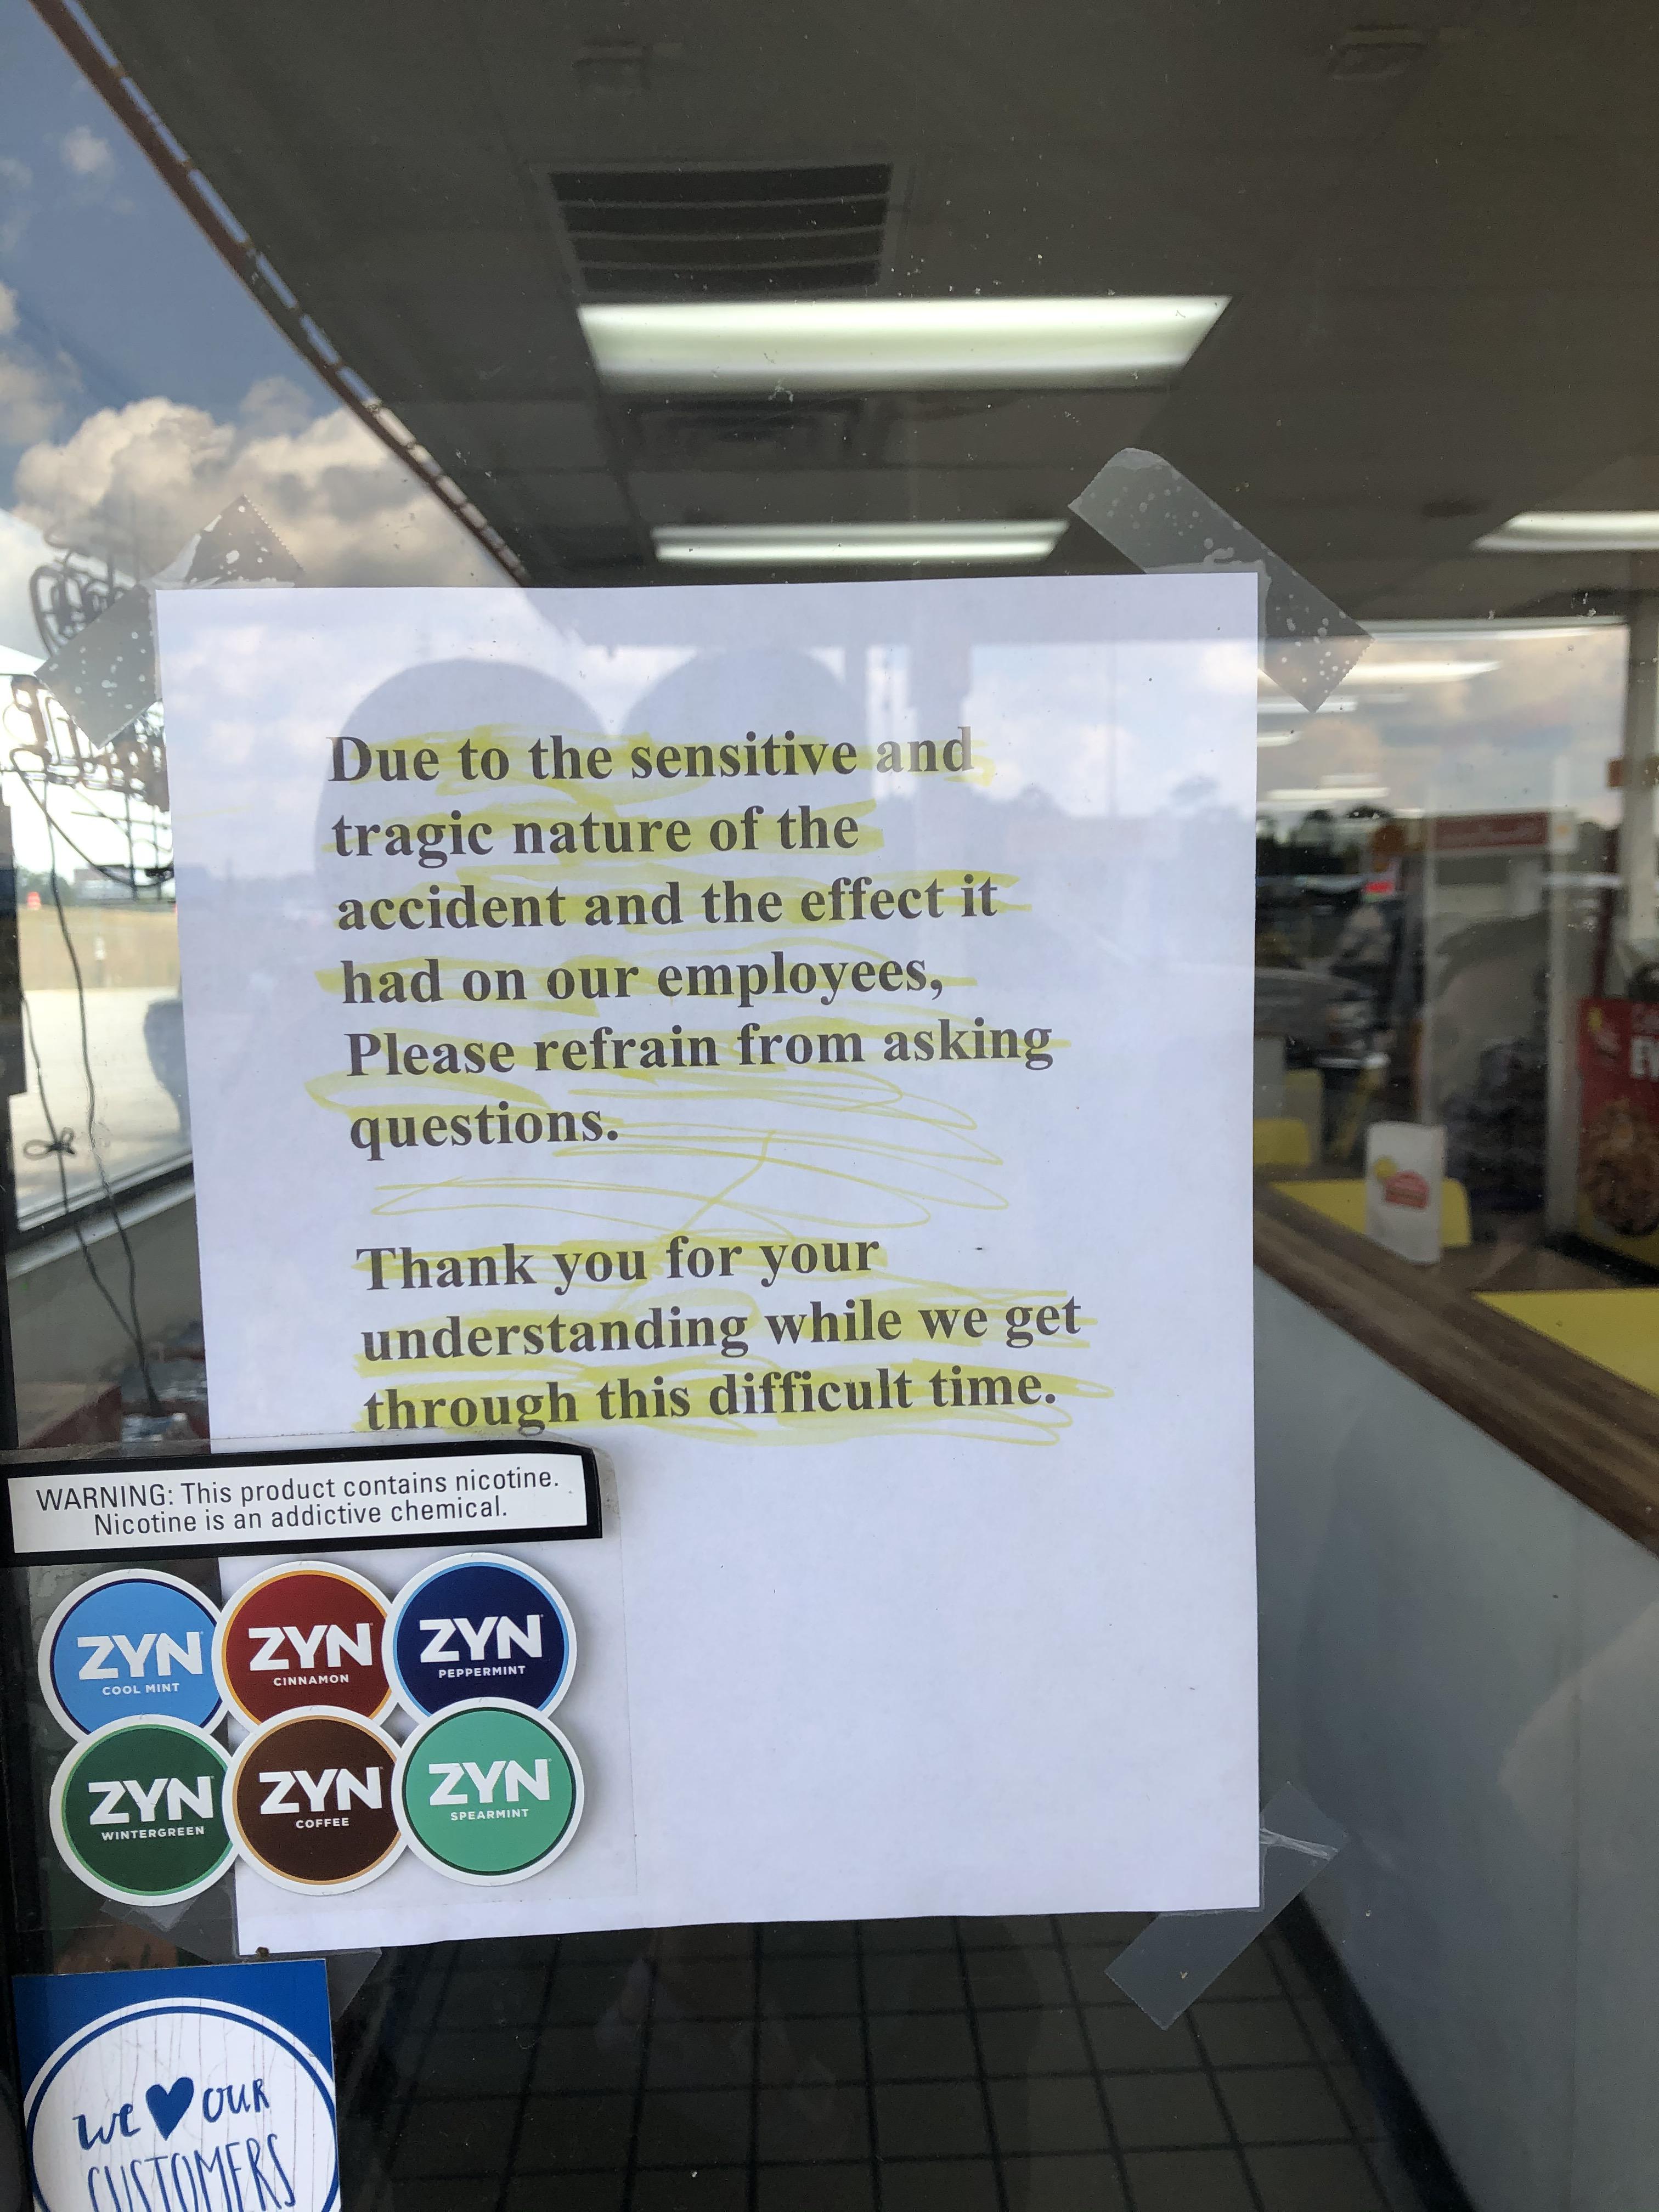 Due to the sensitive and
tragic nature of the
accident and the effect it
had on our employees,
Please refrain from asking
questions.
Thank you for your
understanding while we get
through this difficult time.
WARNING: This product contains nicotine.
Nicotine is an addictive chemical.
ZYN
COOL MINT
ZYN
CINNAMON
ZYN
PEPPERMINT
ZYN
WINTERGREEN
ZYN
COFFEE
ZYN
SPEARMINT
we ♥ our
CUSTOMERS